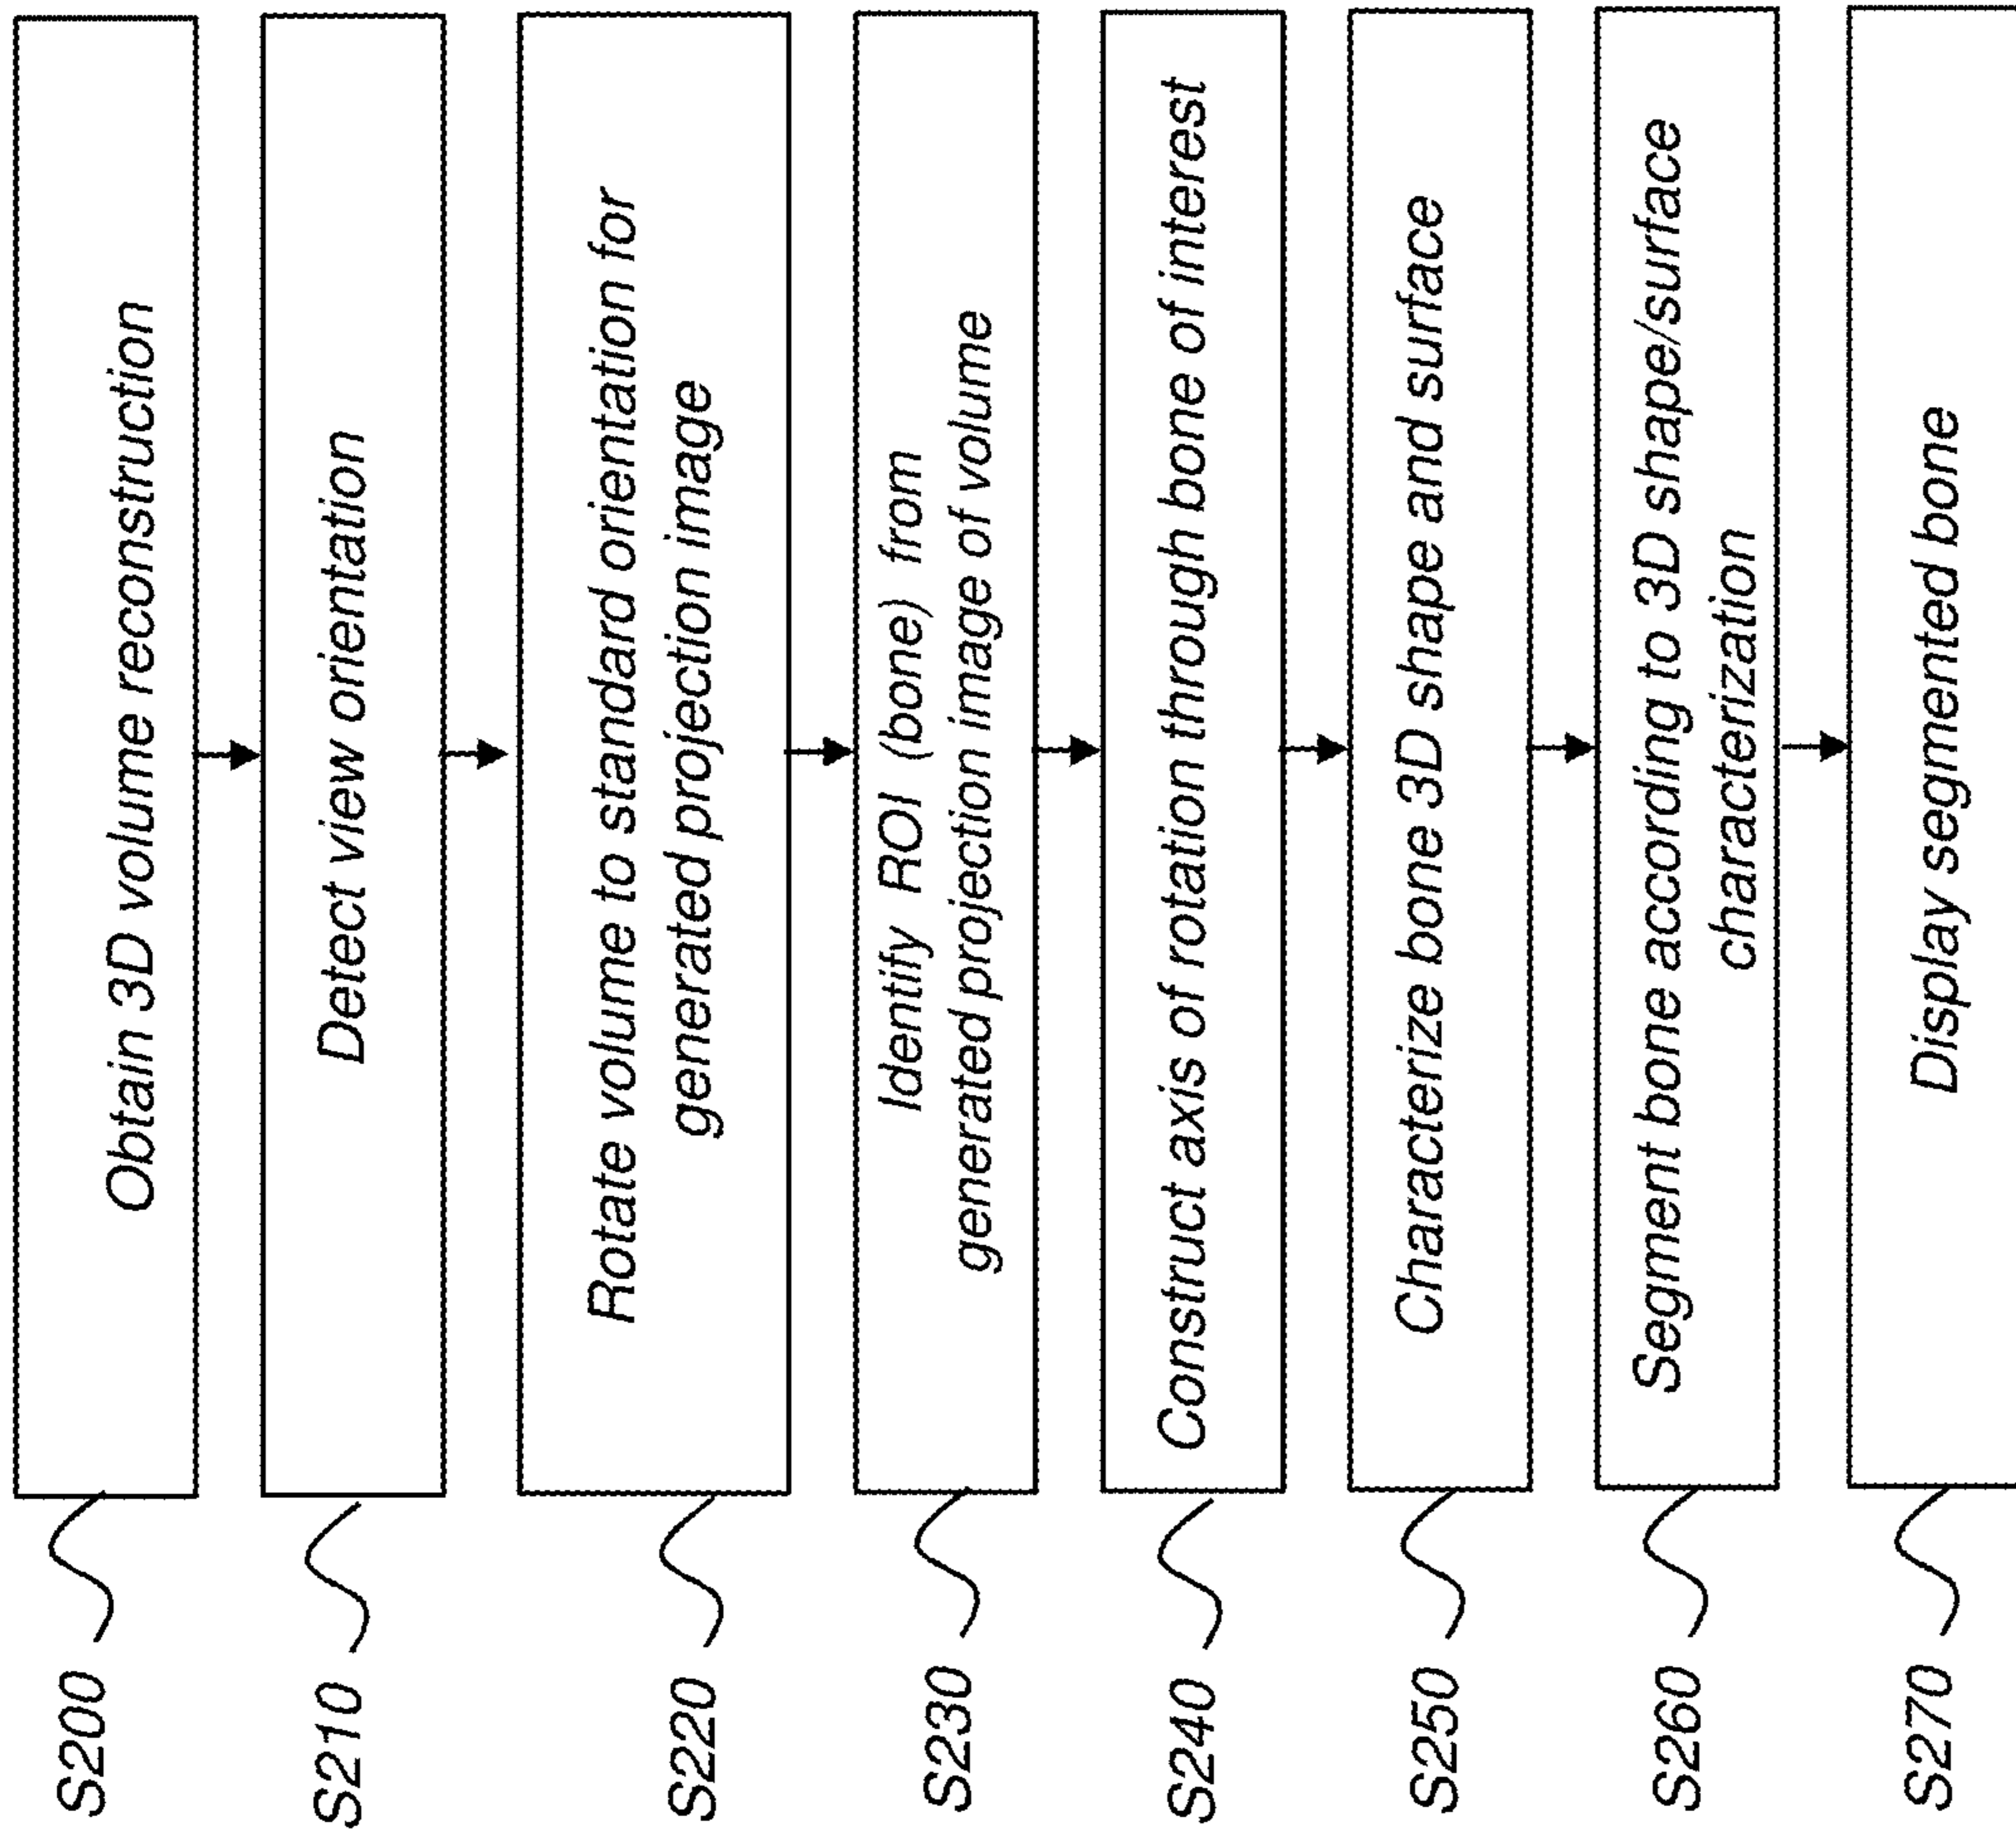 S200
Obtain 3D volume reconstruction
S210
Detect view orientation
S220
Rotate volume to standard orientation for
generated projection image
S230
Identify ROI (bone) from
generated projection image of volume
S240
Construct axis of rotation through bone of interest
S250
Characterize bone 3D shape and surface
S260
Segment bone according to 3D shape/surface
characterization
S270
Display segmented bone